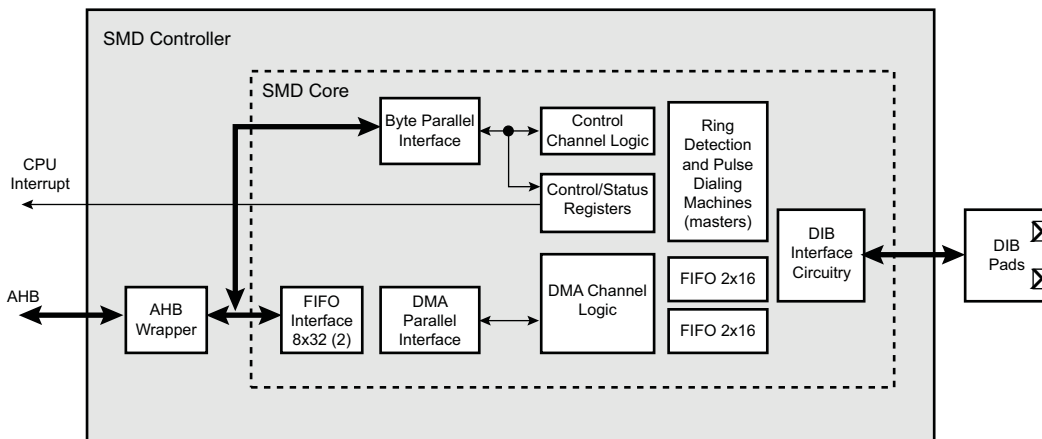 SMD Controller
SMD Core
Byte Parallel
Interface
Control
Channel Logic
Ring
Detection
and Pulse
Dialing
Machines
(masters)
CPU
Interrupt
Control/Status
Registers
DIB
Interface
Circuitry
DIB
Pads
AHB
AHB
Wrapper
FIFO
Interface
8x32 (2)
DMA
Parallel
Interface
DMA Channel
Logic
FIFO 2x16
FIFO 2x16